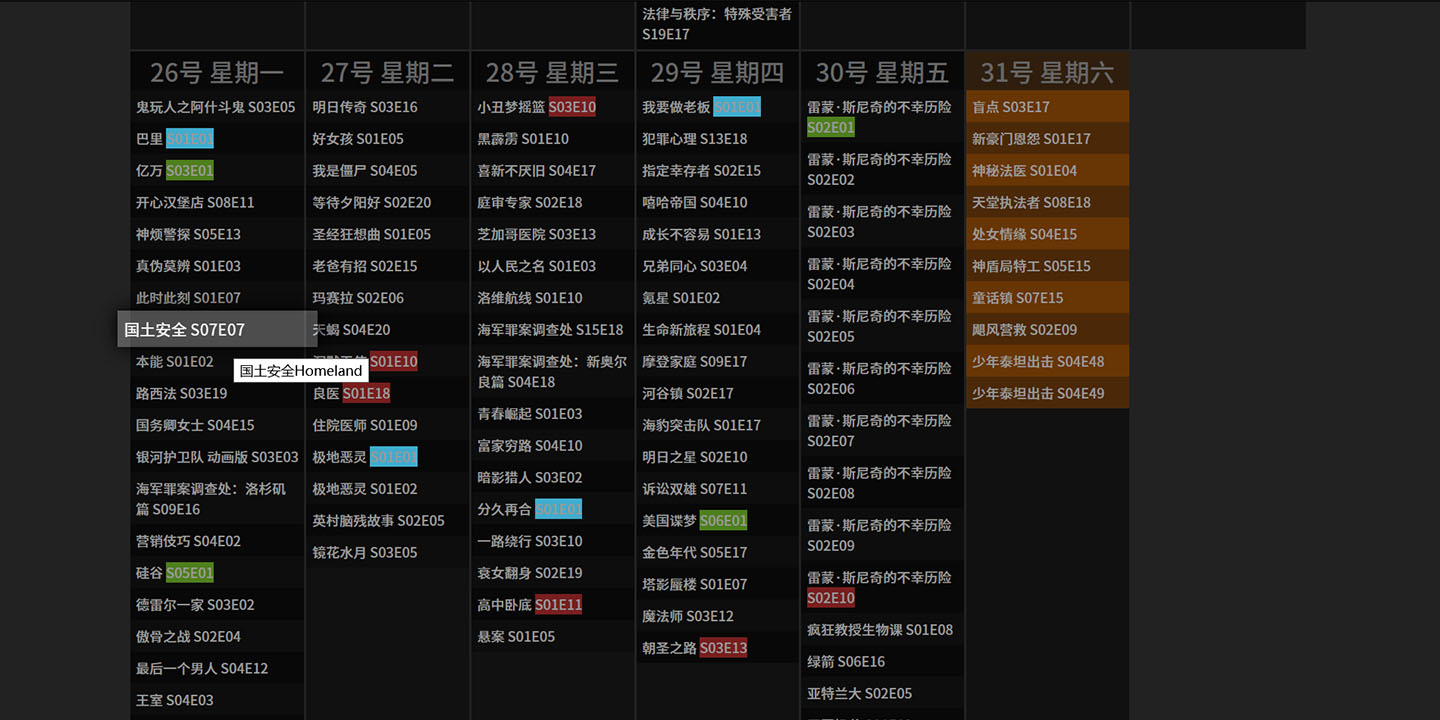 法律与秩序：特殊受害者
S19E17
26号 星期一
鬼玩人之阿什斗鬼 S03E05
巴里 S01E01
亿万 S03E01
开心汉堡店 S08E11
神烦警探 S05E13
真伪莫辨 S01E03
此时此刻 S01E07
国土安全 S07E07
国土安全Homeland
本能 S01E02
路西法 S03E19
国务卿女士 S04E15
银河护卫队 动画版 S03E03
海军罪案调查处：洛杉矶
篇 S09E16
营销伎巧 S04E02
硅谷 S05E01
德雷尔一家 S03E02
傲骨之战 S02E04
最后一个男人 S04E12
王室 S04E03
27号 星期二
明日传奇 S03E16
好女孩 S01E05
我是僵尸 S04E05
等待夕阳好 S02E20
圣经狂想曲 S01E05
老爸有招 S02E15
玛赛拉 S02E06
天蝎 S04E20
S01E10
良医 S01E18
住院医师 S01E09
极地恶灵 S01E01
极地恶灵 S01E02
英村脑残故事 S02E05
镜花水月 S03E05
28号 星期三
小丑梦摇篮 S03E10
黑霹雳 S01E10
喜新不厌旧 S04E17
庭审专家 S02E18
芝加哥医院 S03E13
以人民之名 S01E03
洛维航线 S01E10
海军罪案调查处 S15E18
海军罪案调查处：新奥尔
良篇 S04E18
青春崛起 S01E03
富家穷路 S04E10
暗影猎人 S03E02
分久再合 S01E01
一路绕行 S03E10
衰女翻身 S02E19
高中卧底 S01E11
悬案 S01E05
29号 星期四
我要做老板 S01E01
犯罪心理 S13E18
指定幸存者 S02E15
嘻哈帝国 S04E10
成长不容易 S01E13
兄弟同心 S03E04
氪星 S01E02
生命新旅程 S01E04
摩登家庭 S09E17
河谷镇 S02E17
海豹突击队 S01E17
明日之星 S02E10
诉讼双雄 S07E11
美国谍梦 S06E01
金色年代 S05E17
塔影蜃楼 S01E07
魔法师 S03E12
朝圣之路 S03E13
30号 星期五
雷蒙·斯尼奇的不幸历险
S02E01
雷蒙·斯尼奇的不幸历险
S02E02
雷蒙·斯尼奇的不幸历险
S02E03
雷蒙·斯尼奇的不幸历险
S02E04
雷蒙·斯尼奇的不幸历险
S02E05
雷蒙·斯尼奇的不幸历险
S02E06
雷蒙·斯尼奇的不幸历险
S02E07
雷蒙·斯尼奇的不幸历险
S02E08
雷蒙·斯尼奇的不幸历险
S02E09
雷蒙·斯尼奇的不幸历险
S02E10
疯狂教授生物课 S01E08
绿箭 S06E16
亚特兰大 S02E05
31号 星期六
盲点 S03E17
新豪门恩怨 S01E17
神秘法医 S01E04
天堂执法者 S08E18
处女情缘 S04E15
神盾局特工 S05E15
童话镇 S07E15
飓风营救 S02E09
少年泰坦出击 S04E48
少年泰坦出击 S04E49